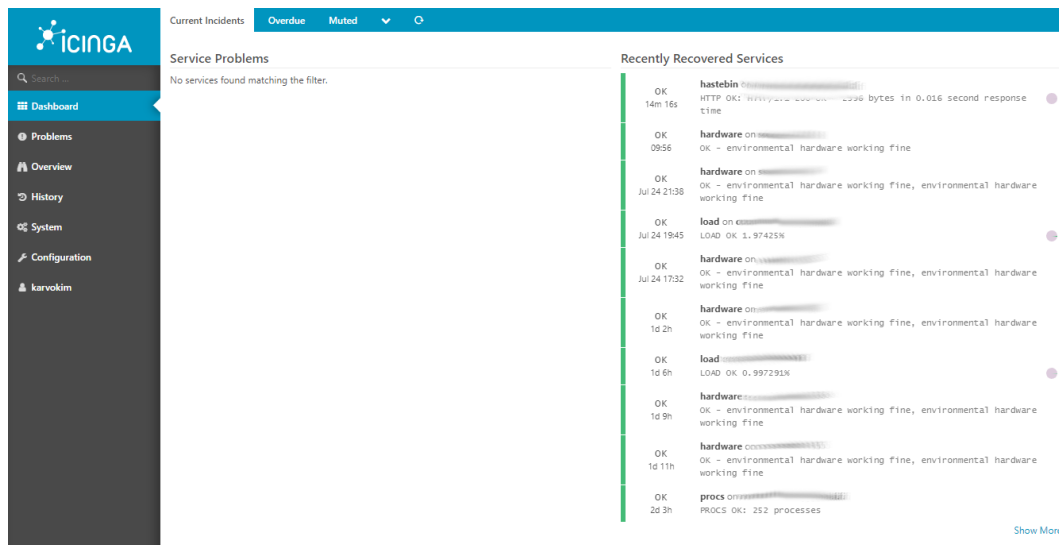 icinga
Search ...
Dashboard
Problems
Overview
History
System
Configuration
karvokim
Current Incidents Overdue Muted
Service Problems
No services found matching the filter.
Recently Recovered Services
OK
14m 16s
hastebin
HTTP OK: bytes in 0.016 second response
time
OK
09:56
hardware on
OK - environmental hardware working fine
OK
Jul 24 21:38
hardware on
OK - environmental hardware working fine, environmental hardware
working fine
OK
Jul 24 19:45
load on
LOAD OK 1.97425%
OK
Jul 24 17:32
hardware on
OK - environmental hardware working fine, environmental hardware
working fine
OK
1d 2h
hardware on
OK - environmental hardware working fine, environmental hardware
working fine
OK
1d 6h
load
LOAD OK 0.997291%
OK
1d 9h
hardware
OK - environmental hardware working fine, environmental hardware
working fine
OK
1d 11h
hardware
OK - environmental hardware working fine, environmental hardware
working fine
OK
2d 3h
procs on
PROCS OK: 252 processes
Show Mor